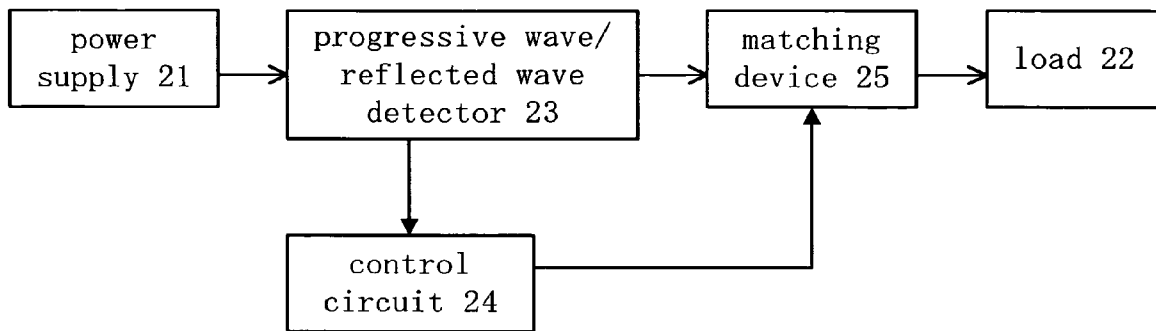 power
supply 21
progressive wave/
reflected wave
detector 23
matching
device 25
load 22
control
circuit 24